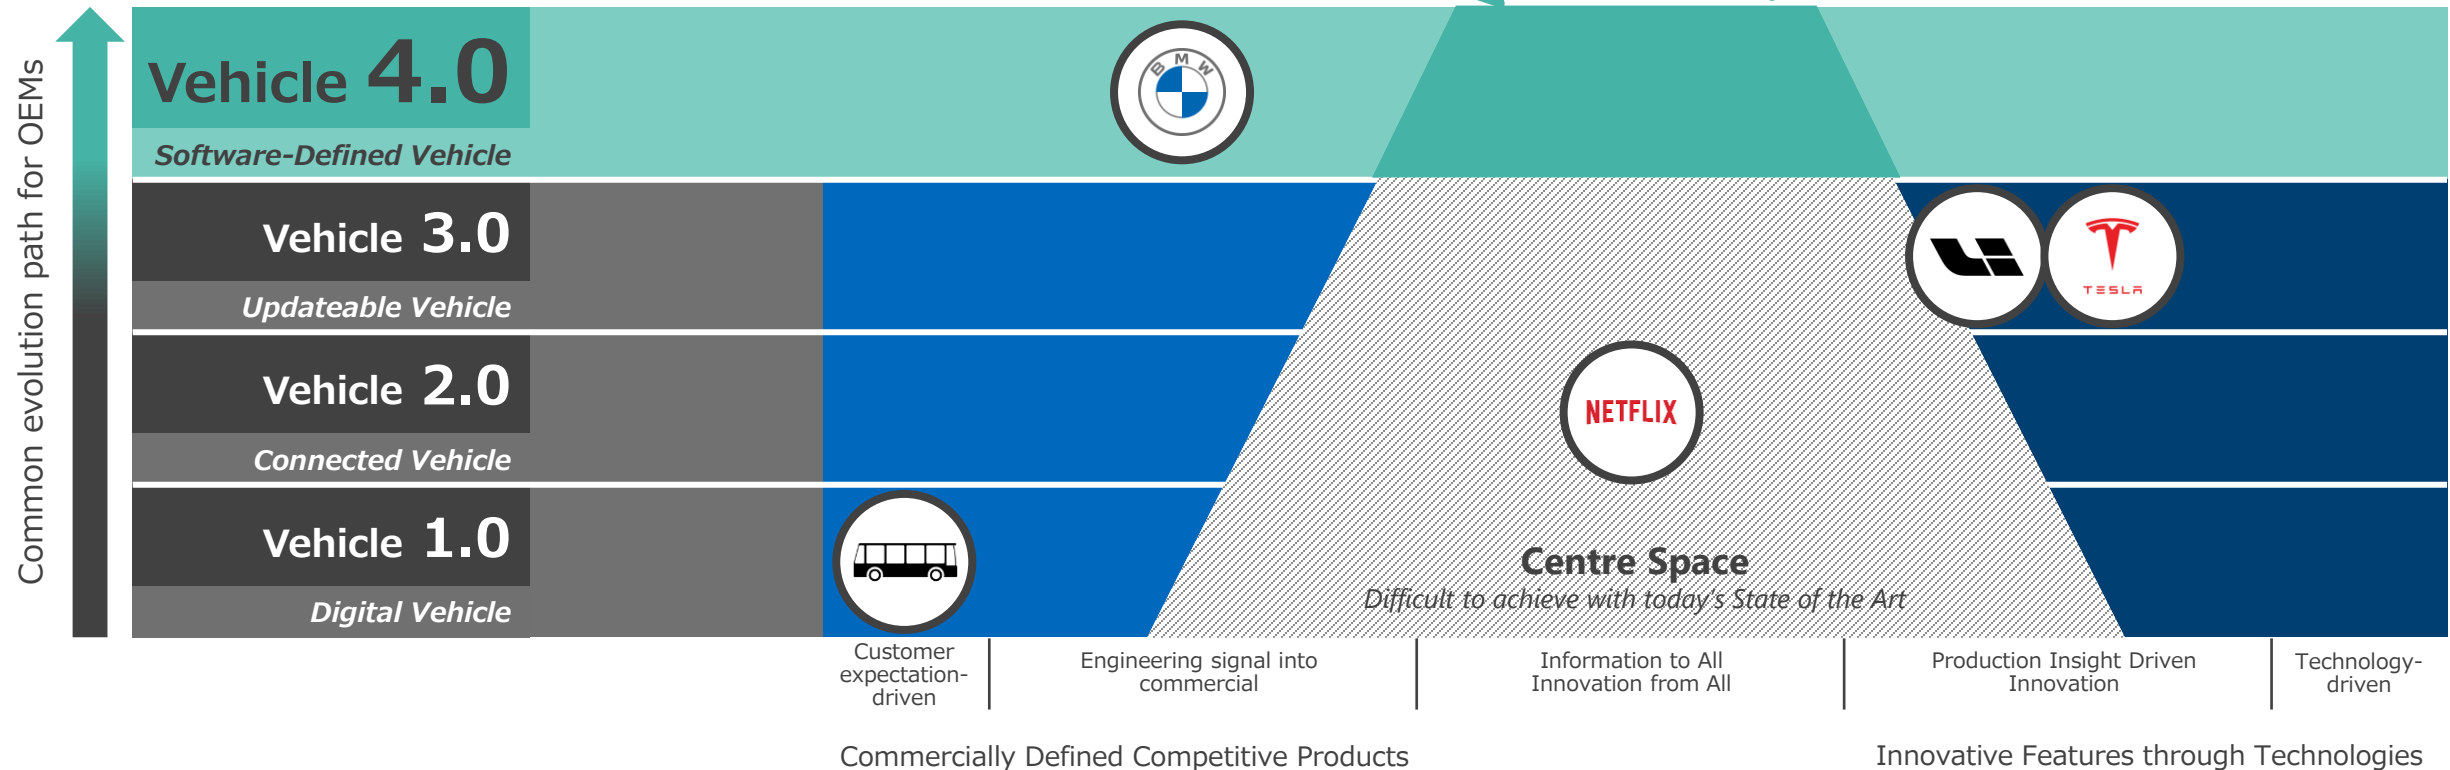 Common evolution path for OEMs
Vehicle 4.0
Software-Defined Vehicle
BMW
Vehicle 3.0
Updateable Vehicle
TESLA
Vehicle 2.0
Connected Vehicle
NETFLIX
Vehicle 1.0
Digital Vehicle
Centre Space
Difficult to achieve with today's State of the Art
Customer
expectation-
driven
Engineering signal into
commercial
Information to All
Innovation from All
Production Insight Driven
Innovation
Technology-
driven
Commercially Defined Competitive Products
Innovative Features through Technologies